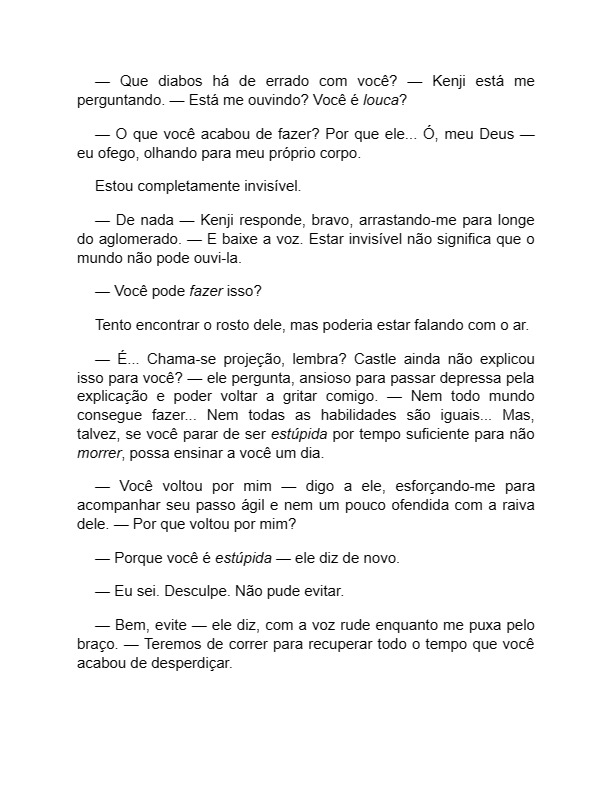 — Que diabos há de errado com você? — Kenji está me
perguntando. — Está me ouvindo? Você é louca?
— O que você acabou de fazer? Por que ele... Ó, meu Deus —
eu ofego, olhando para meu próprio corpo.
Estou completamente invisível.
— De nada — Kenji responde, bravo, arrastando-me para longe
do aglomerado. — E baixe a voz. Estar invisível não significa que o
mundo não pode ouvi-la.
— Você pode fazer isso?
Tento encontrar o rosto dele, mas poderia estar falando com o ar.
— É... Chama-se projeção, lembra? Castle ainda não explicou
isso para você? — ele pergunta, ansioso para passar depressa pela
explicação e poder voltar a gritar comigo. — Nem todo mundo
consegue fazer... Nem todas as habilidades são iguais... Mas,
talvez, se você parar de ser estúpida por tempo suficiente para não
morrer, possa ensinar a você um dia.
— Você voltou por mim — digo a ele, esforçando-me para
acompanhar seu passo ágil e nem um pouco ofendida com a raiva
dele. — Por que voltou por mim?
— Porque você é estúpida — ele diz de novo.
— Eu sei. Desculpe. Não pude evitar.
— Bem, evite — ele diz, com a voz rude enquanto me puxa pelo
braço. — Teremos de correr para recuperar todo o tempo que você
acabou de desperdiçar.